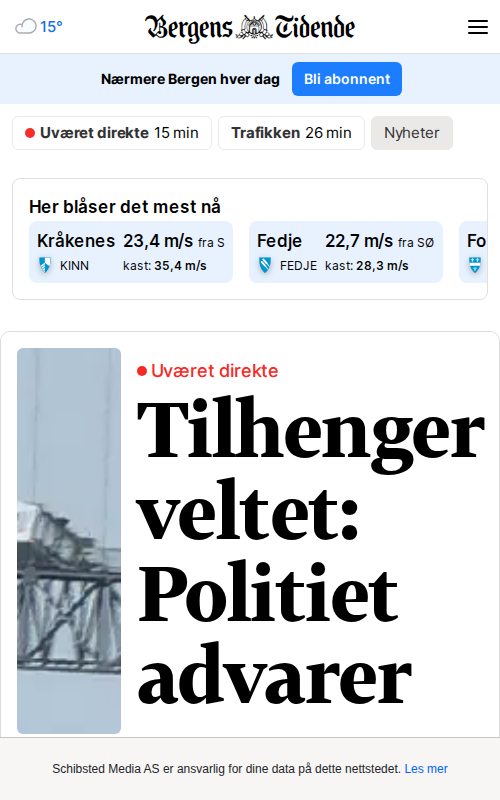 15°
Bergens Tidende
Nærmere Bergen hver dag
Bli abonnent
Uværet direkte 15 min
Trafikken 26 min
Nyheter
Her blåser det mest nå
Kråkenes 23,4 m/s fra S
KINN kast: 35,4 m/s
Fedje 22,7 m/s fra SØ
FEDJE kast: 28,3 m/s
Fo
Uværet direkte
Tilhenger
veltet:
Politiet
advarer
Schibsted Media AS er ansvarlig for dine data på dette nettstedet. Les mer